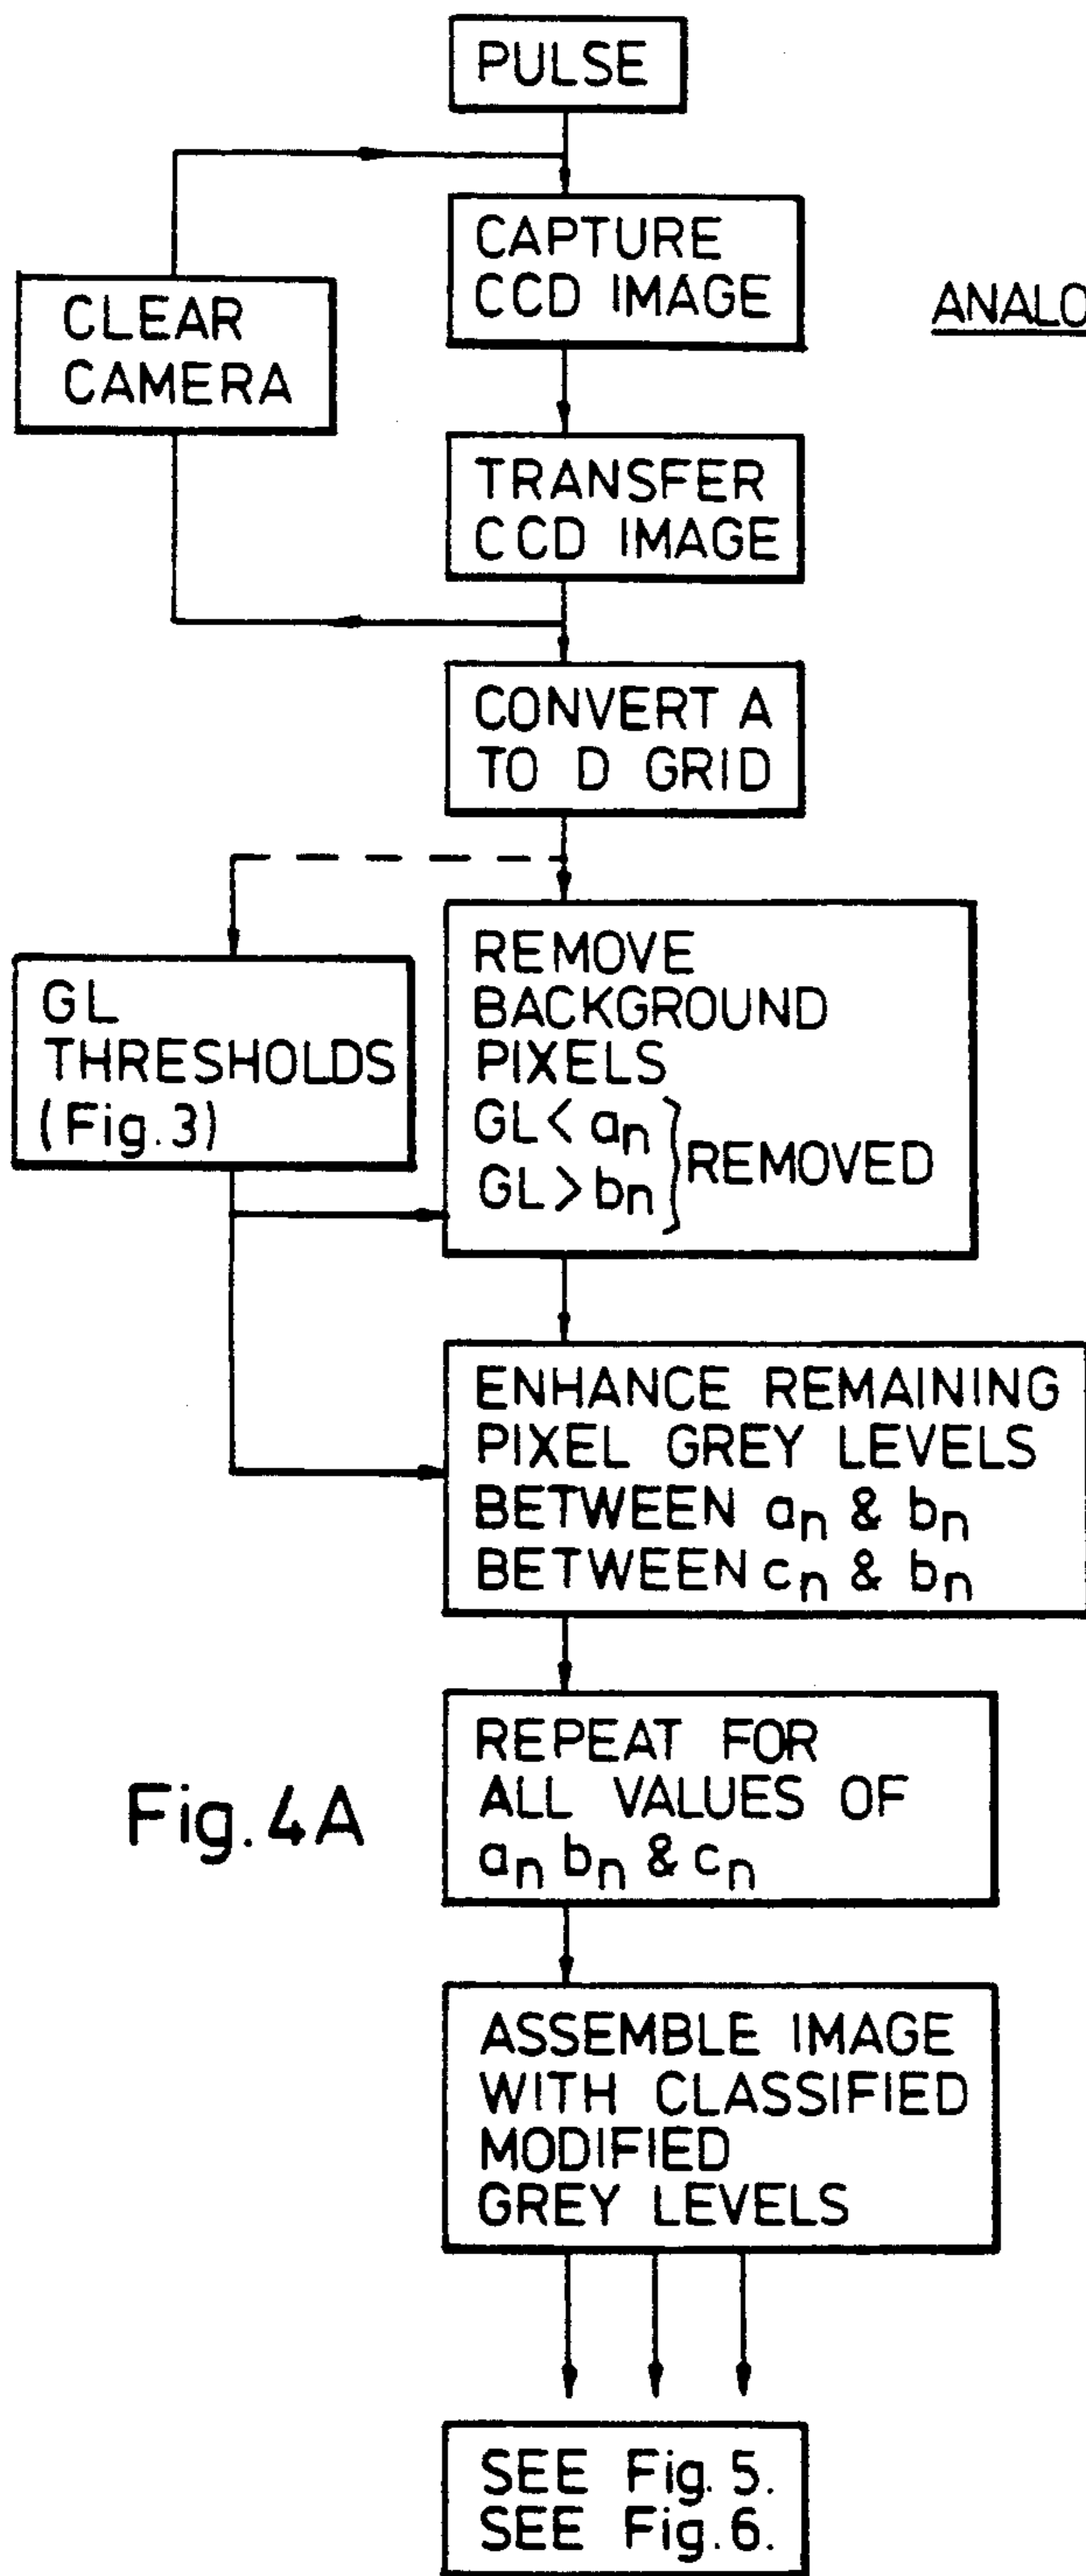 PULSE
CAPTURE
CCD IMAGE
CLEAR
CAMERA
TRANSFER
CCD IMAGE
CONVERT A
TO D GRID
GL
THRESHOLDS
(Fig.3)
REMOVE
BACKGROUND
PIXELS
GL < an
GL > bn
REMOVED
ENHANCE REMAINING
PIXEL GREY LEVELS
BETWEEN an & bn
BETWEEN cn & bn
REPEAT FOR
ALL VALUES OF
an bn & cn
Fig.4A
ASSEMBLE IMAGE
WITH CLASSIFIED
MODIFIED
GREY LEVELS
SEE Fig. 5.
SEE Fig. 6.